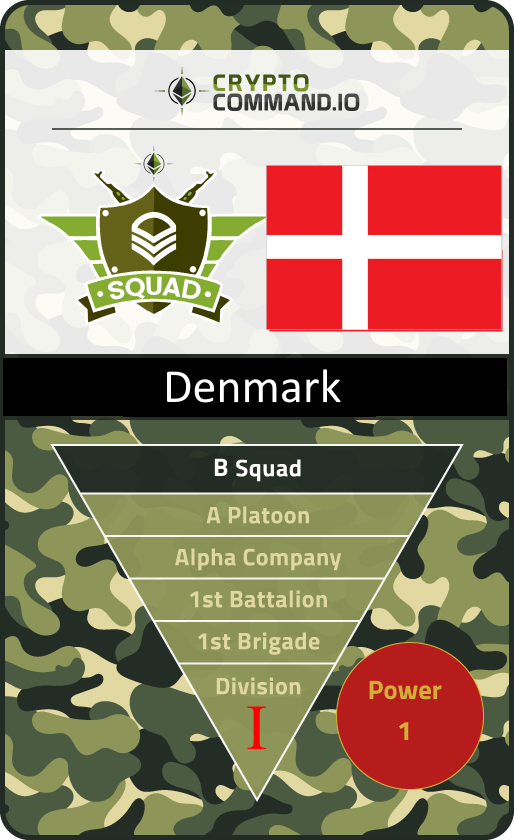 CRYPTO
COMMAND.IO
SQUAD
Denmark
B Squad
A Platoon
Alpha Company
1st Battalion
1st Brigade
Division
I
Power
1